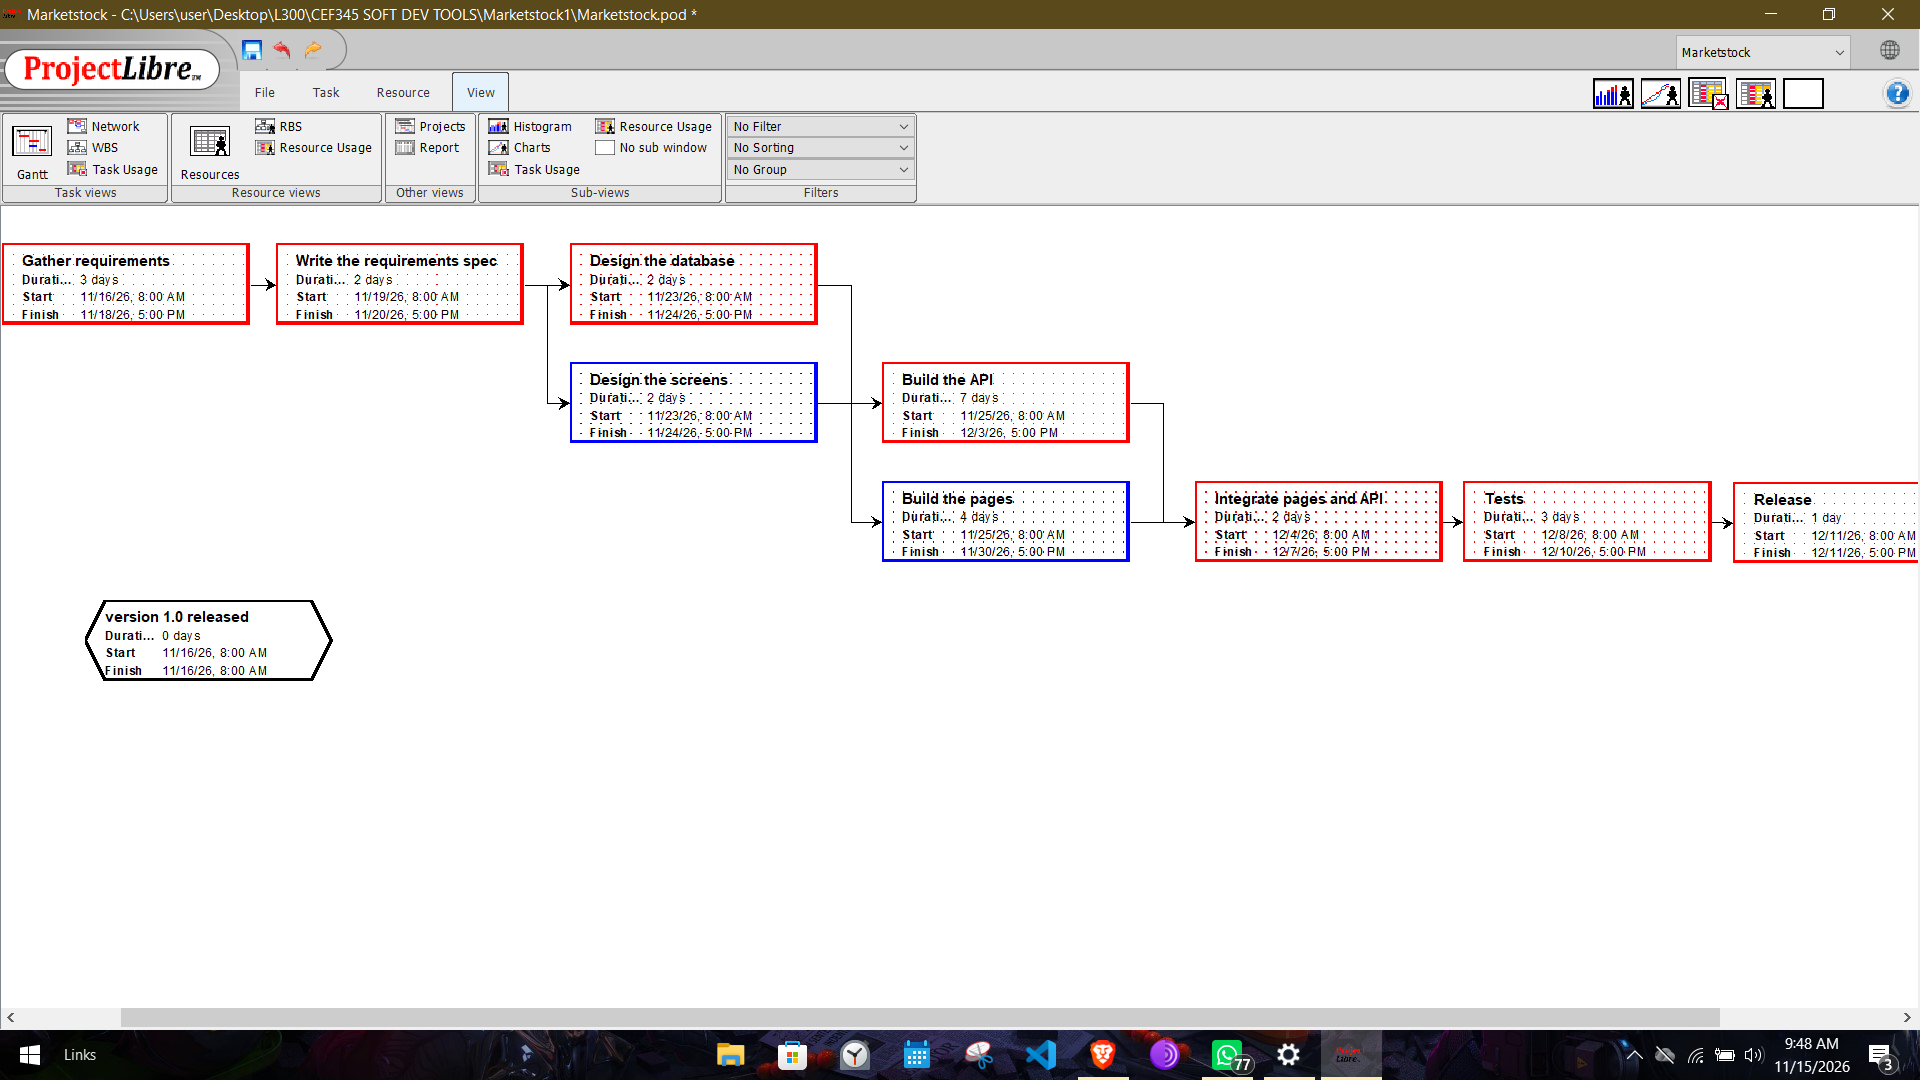 Marketstock - C:\Users\user\Desktop\L300\CEF345 SOFT DEV TOOLS\Marketstock1\Marketstock.pod *
ProjectLibre TM
Marketstock
File Task Resource View
Gantt
Network
WBS
Task Usage
Task views
Resources
RBS
Resource Usage
Resource views
Projects
Report
Other views
Histogram
Charts
Task Usage
Resource Usage
No sub window
Sub-views
No Filter
No Sorting
No Group
Filters
Gather requirements
Durati... 3 days
Start 11/16/26, 8:00 AM
Finish 11/18/26, 5:00 PM
Write the requirements spec
Durati... 2 days
Start 11/19/26, 8:00 AM
Finish 11/20/26, 5:00 PM
Design the database
Durati... 2 days
Start 11/23/26, 8:00 AM
Finish 11/24/26, 5:00 PM
Design the screens
Durati... 2 days
Start 11/23/26, 8:00 AM
Finish 11/24/26, 5:00 PM
Build the API
Durati... 7 days
Start 11/25/26, 8:00 AM
Finish 12/3/26, 5:00 PM
Build the pages
Durati... 4 days
Start 11/25/26, 8:00 AM
Finish 11/30/26, 5:00 PM
Integrate pages and API
Durati... 2 days
Start 12/4/26, 8:00 AM
Finish 12/7/26, 5:00 PM
Tests
Durati... 3 days
Start 12/8/26, 8:00 AM
Finish 12/10/26, 5:00 PM
Release
Durati... 1 day
Start 12/11/26, 8:00 AM
Finish 12/11/26, 5:00 PM
version 1.0 released
Durati... 0 days
Start 11/16/26, 8:00 AM
Finish 11/16/26, 8:00 AM
Links
77
9:48 AM
11/15/2026
3